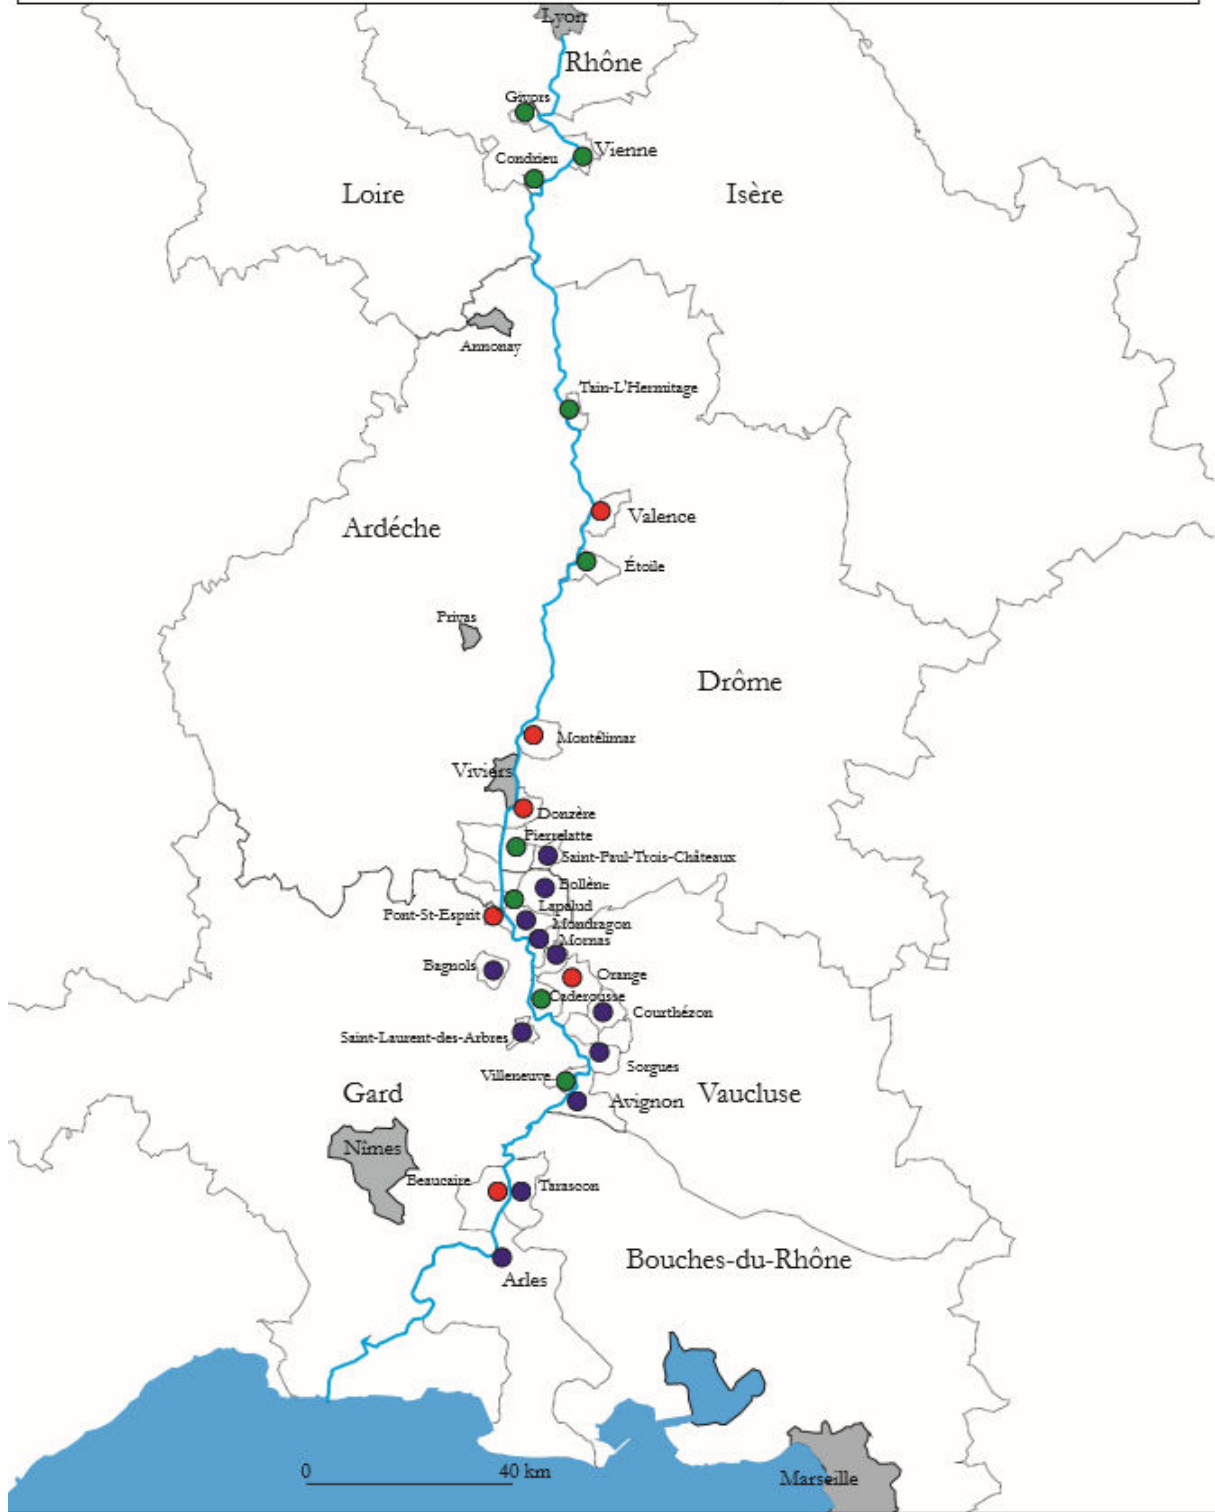 Lyon
Rhône
Givors
Vienne
Condrieu
Loire
Isère
Annonay
Tain-L'Hermitage
Valence
Ardéche
Étoile
Privas
Drôme
Montélimar
Viviers
Donzère
Pierrelatte
Saint-Paul-Trois-Châteaux
Bollène
Lapalud
Pont-St-Esprit
Mondragon
Mornas
Bagnols
Orange
Caderousse
Courthézon
Saint-Laurent-des-Arbres
Sorgues
Villeneuve
Gard
Avignon
Vaucluse
Nîmes
Beaucaire
Tarascon
Bouches-du-Rhône
Arles
0
40 km
Marseille